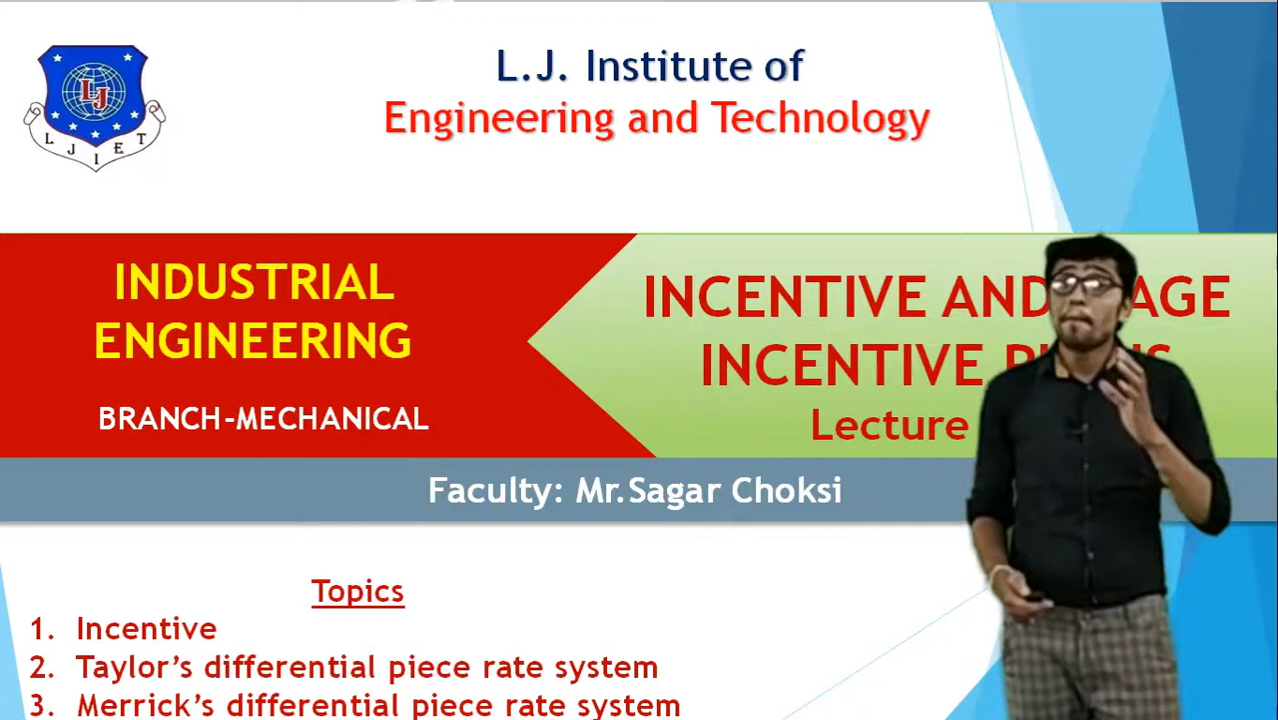 L.J. Institute of
Engineering and Technology
LJ
L J I E T
INDUSTRIAL
ENGINEERING
BRANCH-MECHANICAL
INCENTIVE AND
INCENTIVE
Lecture
Faculty: Mr.Sagar Choksi
Topics
1. Incentive
2. Taylor's differential piece rate system
3. Merrick's differential piece rate system